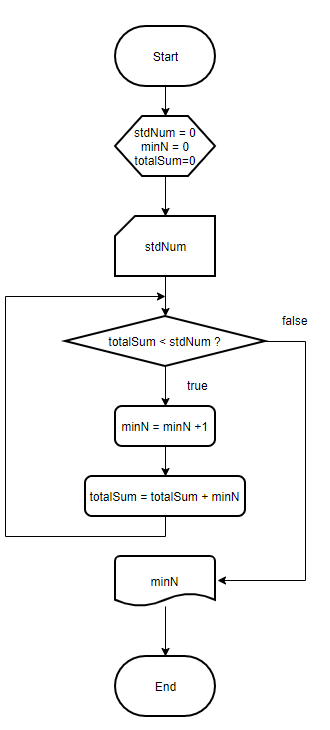 Start
stdNum = 0
minN = 0
totalSum=0
stdNum
false
totalSum < stdNum ?
true
minN = minN +1
totalSum = totalSum + minN
minN
End